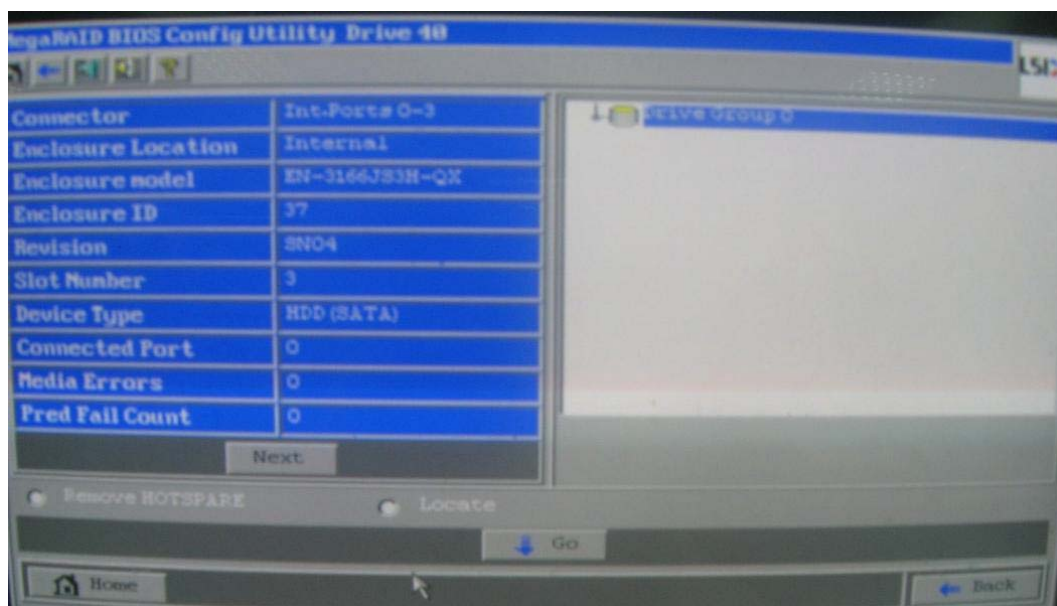 MegaRAID BIOS Config Utility Drive 40
LSI
Connector Int.Ports 0-3
Enclosure Location Internal
Enclosure model EN-3166JS3H-QX
Enclosure ID 37
Revision SN04
Slot Number 3
Device Type HDD (SATA)
Connected Port 0
Media Errors 0
Pred Fail Count 0
Next
Drive Group 0
Remove HOTSPARE
Locate
Go
Home
Back